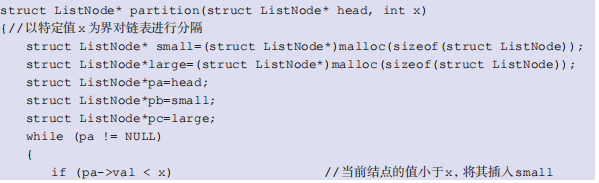 struct ListNode* partition(struct ListNode* head, int x)
{//以特定值x为界对链表进行分隔
struct ListNode* small=(struct ListNode*)malloc(sizeof(struct ListNode));
struct ListNode*large=(struct ListNode*)malloc(sizeof(struct ListNode));
struct ListNode*pa=head;
struct ListNode*pb=small;
struct ListNode*pc=large;
while (pa != NULL)
{
if (pa->val < x) //当前结点的值小于x,将其插入small